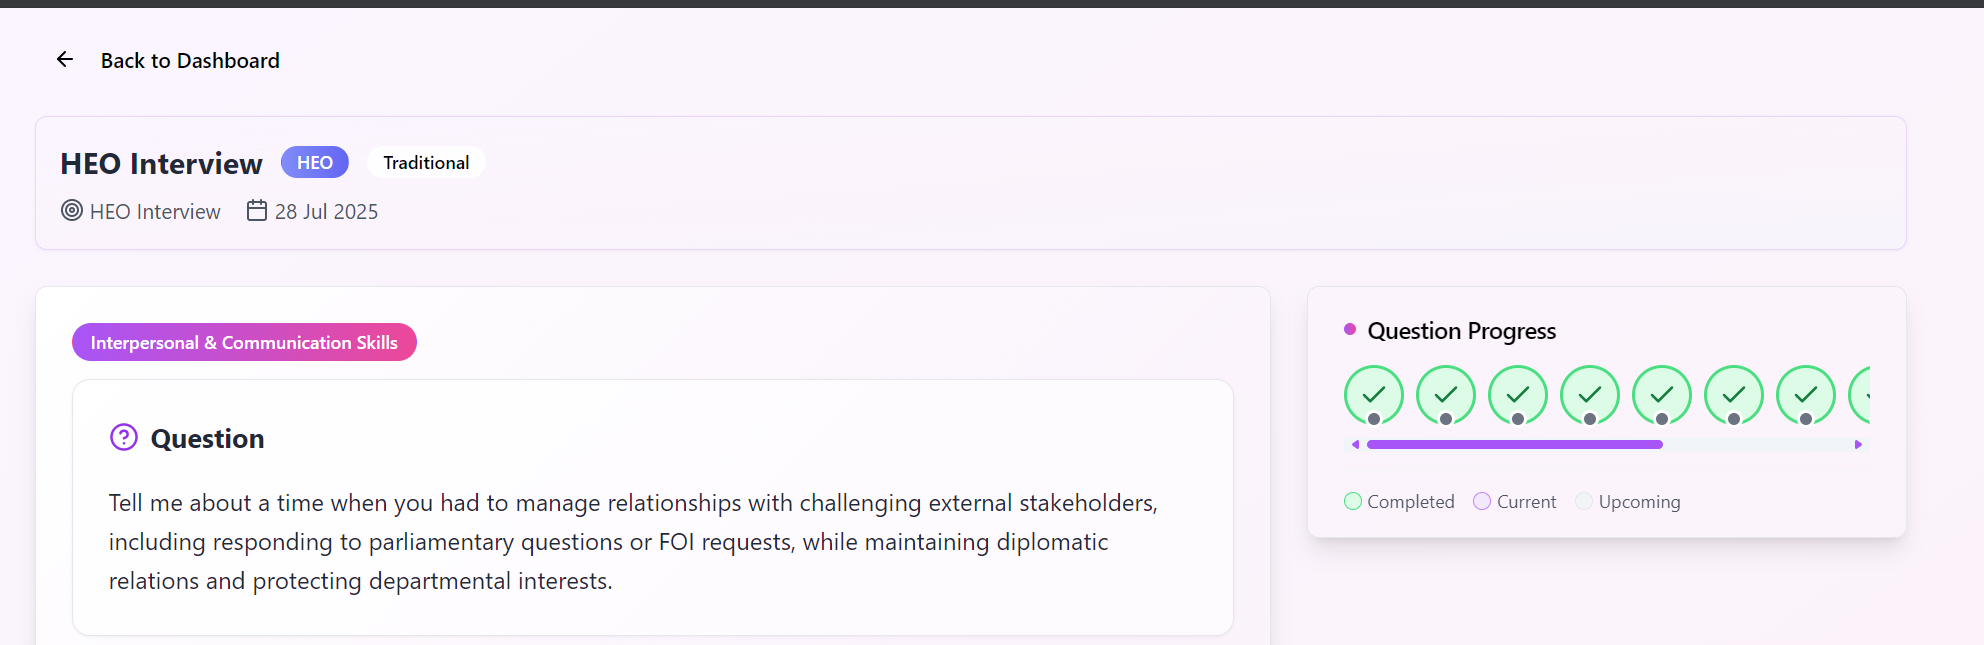 Back to Dashboard
HEO Interview HEO Traditional
HEO Interview 28 Jul 2025
Interpersonal & Communication Skills
Question
Tell me about a time when you had to manage relationships with challenging external stakeholders,
including responding to parliamentary questions or FOI requests, while maintaining diplomatic
relations and protecting departmental interests.
Question Progress
Completed Current Upcoming